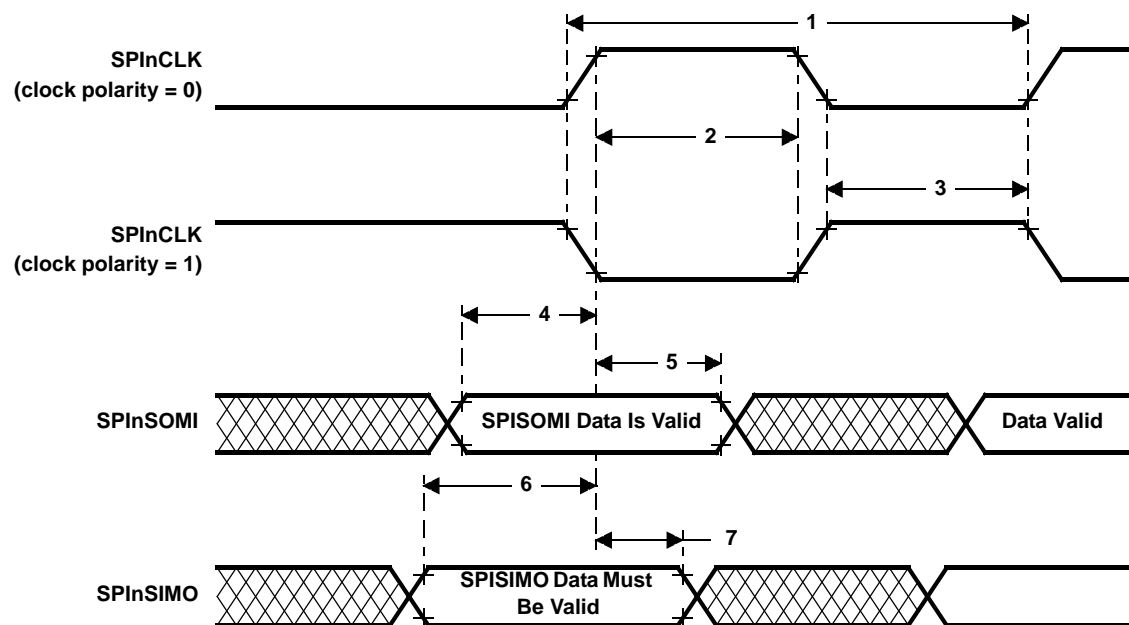 1
SPInCLK
(clock polarity = 0)
2
3
SPInCLK
(clock polarity = 1)
4
5
SPInSOMI
SPISOMI Data Is Valid
Data Valid
6
7
SPInSIMO
SPISIMO Data Must
Be Valid